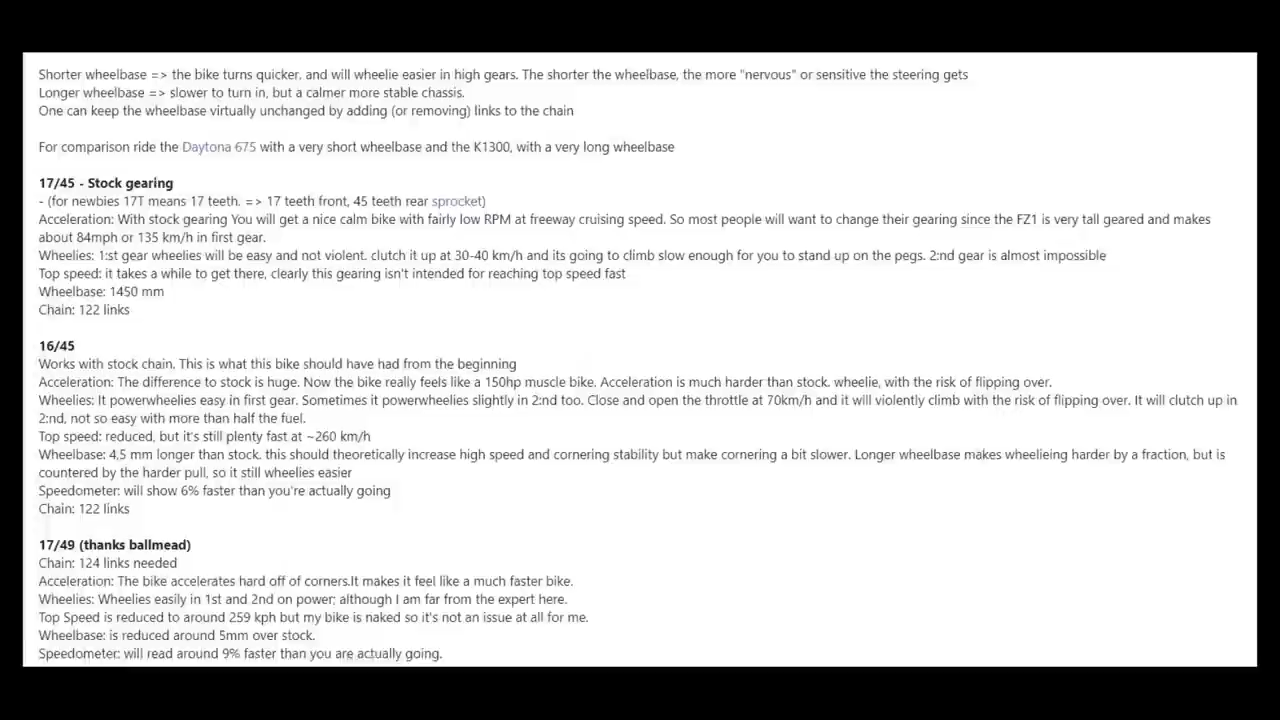 Shorter wheelbase => the bike turns quicker, and will wheelie easier in high gears. The shorter the wheelbase, the more "nervous" or sensitive the steering gets
Longer wheelbase => slower to turn in, but a calmer more stable chassis.
One can keep the wheelbase virtually unchanged by adding (or removing) links to the chain
For comparison ride the Daytona 675 with a very short wheelbase and the K1300, with a very long wheelbase
17/45 - Stock gearing
- (for newbies 17T means 17 teeth. => 17 teeth front, 45 teeth rear sprocket)
Acceleration: With stock gearing You will get a nice calm bike with fairly low RPM at freeway cruising speed. So most people will want to change their gearing since the FZ1 is very tall geared and makes
about 84mph or 135 km/h in first gear.
Wheelies: 1:st gear wheelies will be easy and not violent. clutch it up at 30-40 km/h and its going to climb slow enough for you to stand up on the pegs. 2:nd gear is almost impossible
Top speed: it takes a while to get there, clearly this gearing isn't intended for reaching top speed fast
Wheelbase: 1450 mm
Chain: 122 links
16/45
Works with stock chain. This is what this bike should have had from the beginning
Acceleration: The difference to stock is huge. Now the bike really feels like a 150hp muscle bike. Acceleration is much harder than stock. wheelie, with the risk of flipping over.
Wheelies: It powerwheelies easy in first gear. Sometimes it powerwheelies slightly in 2:nd too. Close and open the throttle at 70km/h and it will violently climb with the risk of flipping over. It will clutch up in
2:nd, not so easy with more than half the fuel.
Top speed: reduced, but it's still plenty fast at ~260 km/h
Wheelbase: 4,5 mm longer than stock. this should theoretically increase high speed and cornering stability but make cornering a bit slower. Longer wheelbase makes wheelieing harder by a fraction, but is
countered by the harder pull, so it still wheelies easier
Speedometer: will show 6% faster than you're actually going
Chain: 122 links
17/49 (thanks ballmead)
Chain: 124 links needed
Acceleration: The bike accelerates hard off of corners.It makes it feel like a much faster bike.
Wheelies: Wheelies easily in 1st and 2nd on power; although I am far from the expert here.
Top Speed is reduced to around 259 kph but my bike is naked so it's not an issue at all for me.
Wheelbase: is reduced around 5mm over stock.
Speedometer: will read around 9% faster than you are actually going.